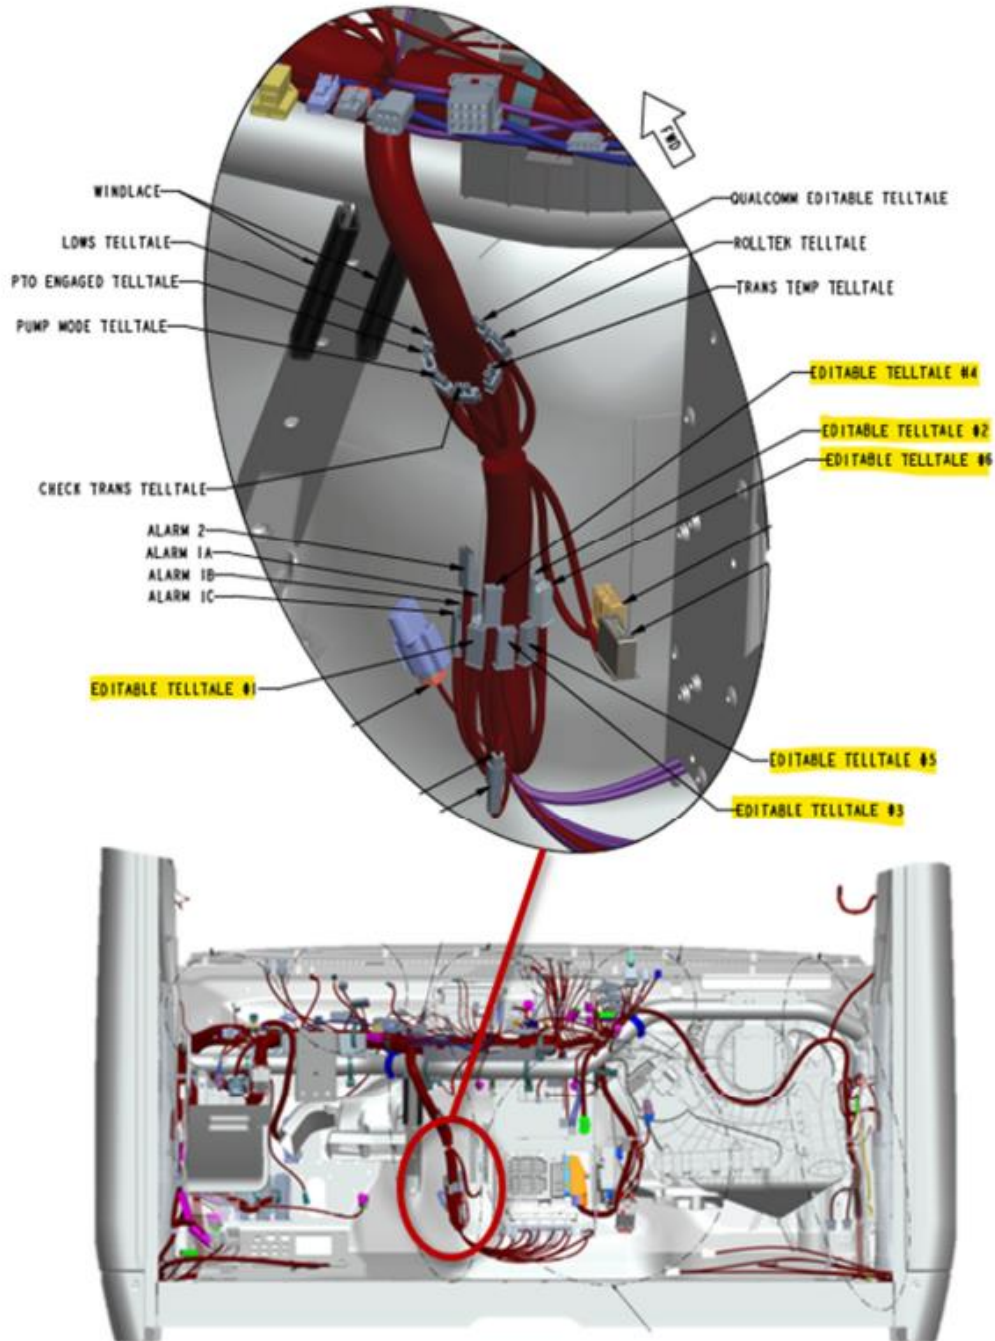 FWD
WINDLACE
QUALCOMM EDITABLE TELLTALE
LDWS TELLTALE
ROLLTEK TELLTALE
PTO ENGAGED TELLTALE
TRANS TEMP TELLTALE
PUMP MODE TELLTALE
EDITABLE TELLTALE #4
EDITABLE TELLTALE #2
EDITABLE TELLTALE #6
CHECK TRANS TELLTALE
ALARM 2
ALARM 1A
ALARM 1B
ALARM 1C
EDITABLE TELLTALE #1
EDITABLE TELLTALE #5
EDITABLE TELLTALE #3